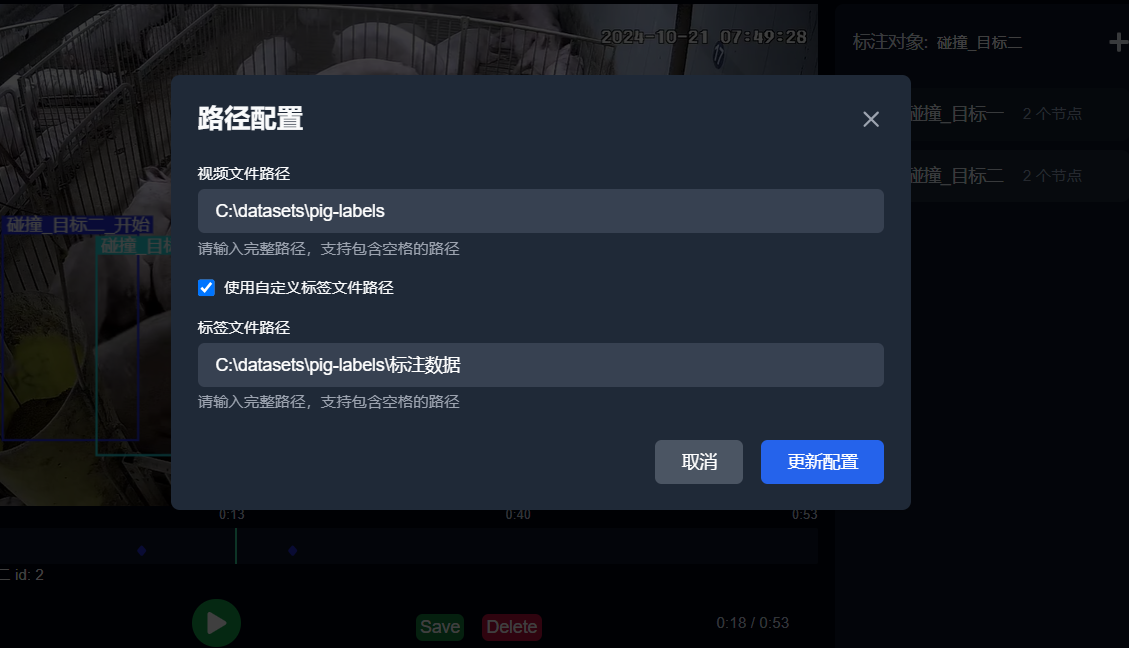 2024-10-21 07:49:28
标注对象: 碰撞_目标二
碰撞_目标一 2 个节点
碰撞_目标二 2 个节点
路径配置
视频文件路径
C:\datasets\pig-labels
请输入完整路径，支持包含空格的路径
使用自定义标签文件路径
标签文件路径
C:\datasets\pig-labels\标注数据
请输入完整路径，支持包含空格的路径
取消 更新配置
碰撞_目标二_开始
碰撞_目标
0:13 0:40 0:53
二 id: 2
Save Delete 0:18 / 0:53